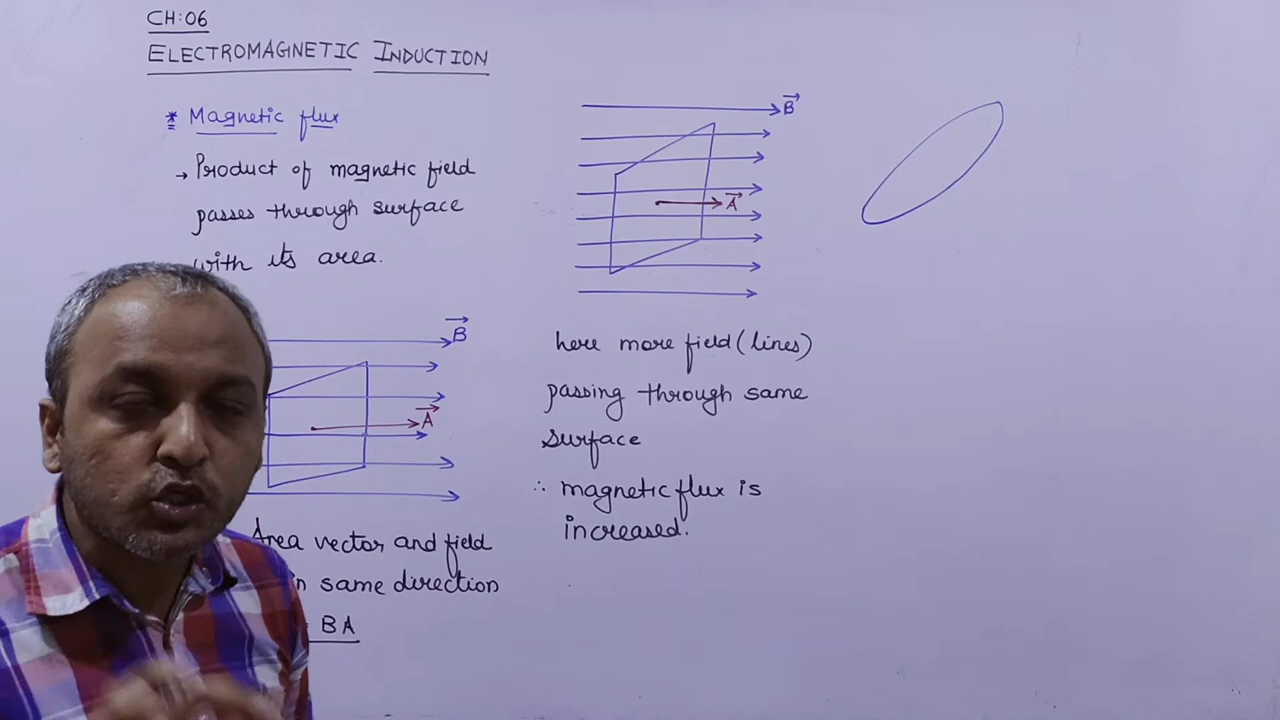 CH:06
ELECTROMAGNETIC INDUCTION
* Magnetic flux
→ Product of magnetic field
passes through surface
with its area.
B
A
Area vector and field
in same direction
BA
B
A
here more field (lines)
passing through same
surface
∴ magnetic flux is
increased.